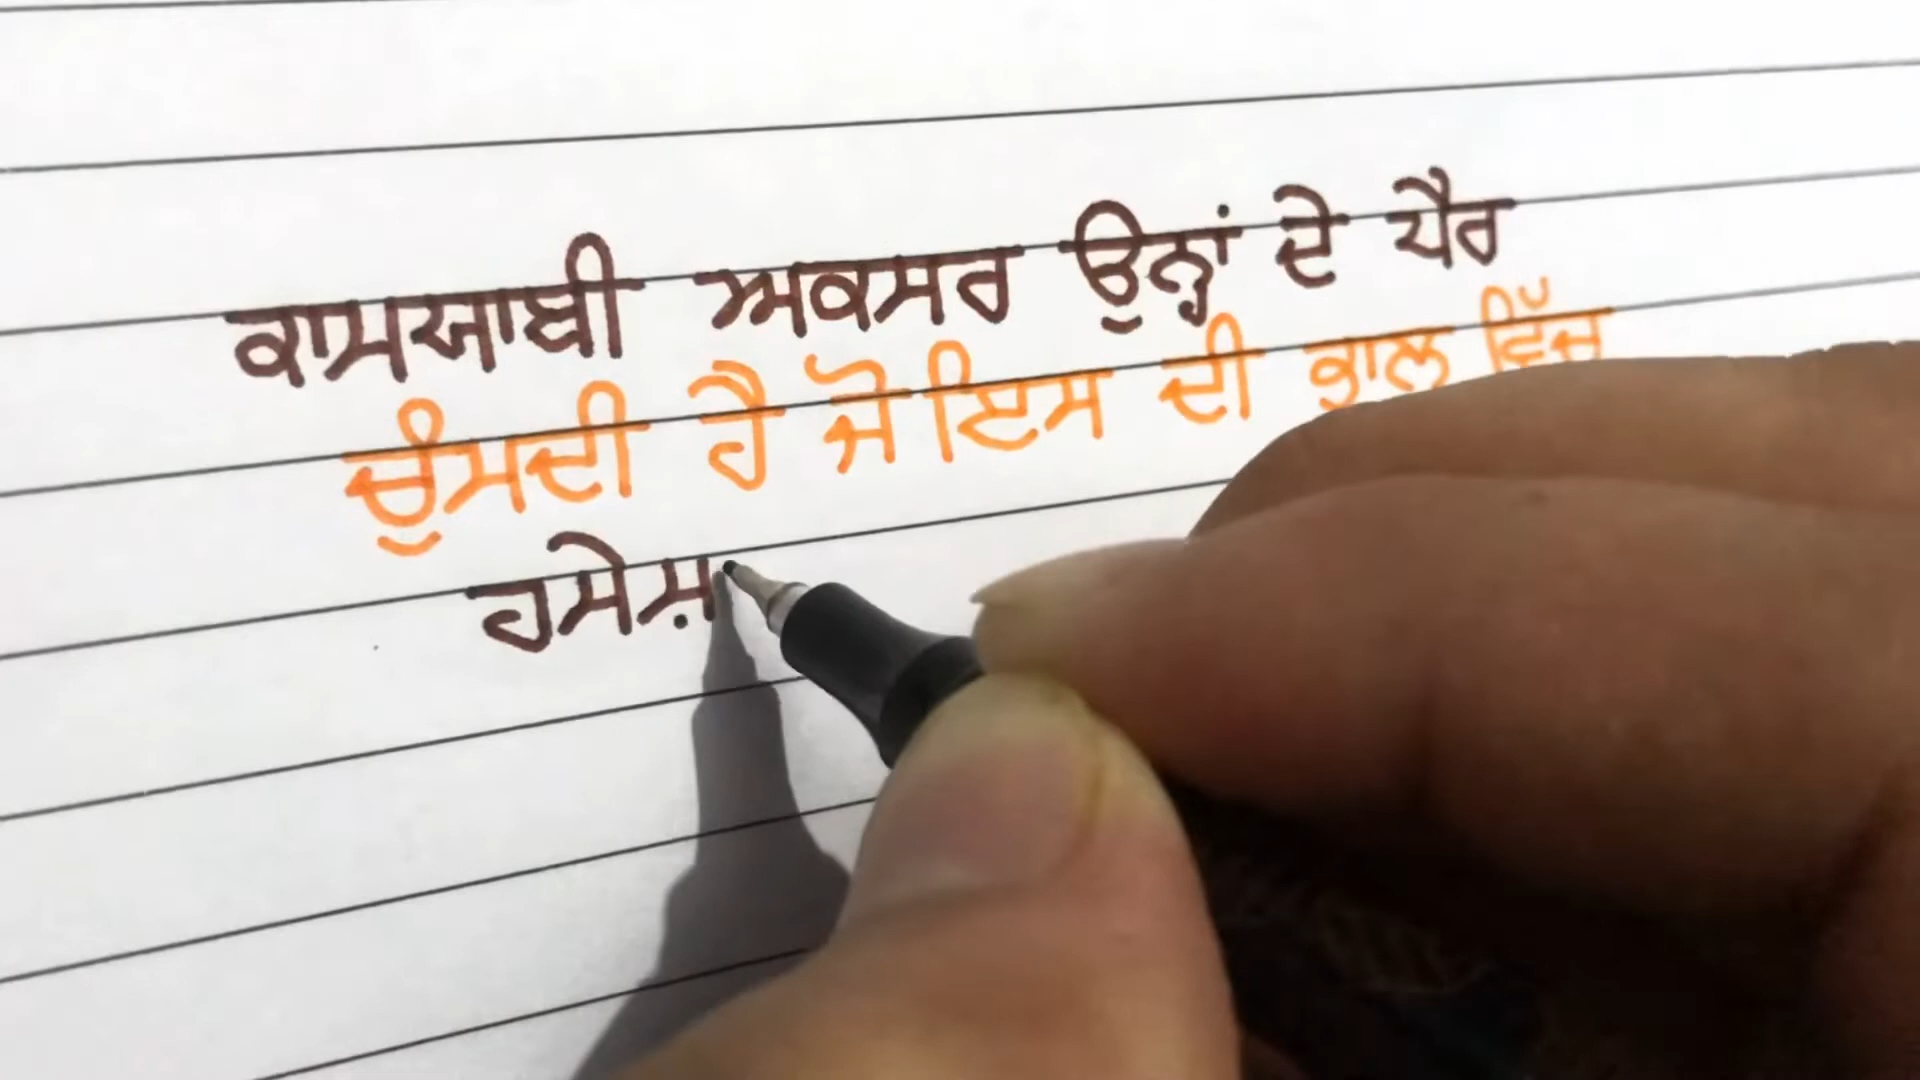 ਕਾਮਯਾਬੀ ਅਕਸਰ ਉਨ੍ਹਾਂ ਦੇ ਪੈਰ
ਚੁੰਮਦੀ ਹੈ ਜੋ ਇਸ ਦੀ ਭਾਲ ਵਿੱਚ
ਹਮੇਸ਼